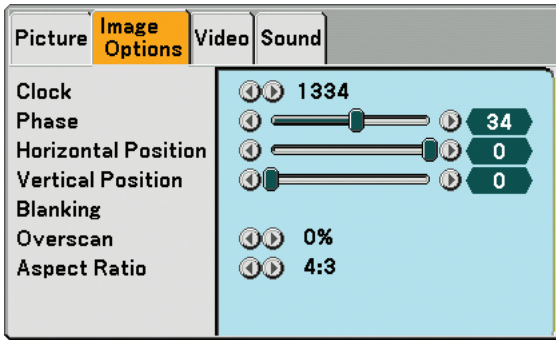 Picture Image Options Video Sound
Clock 1334
Phase 34
Horizontal Position 0
Vertical Position 0
Blanking
Overscan 0%
Aspect Ratio 4:3